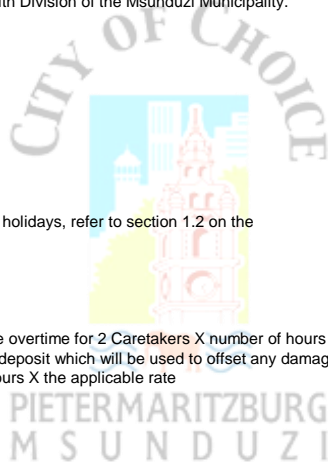 th Division of the Msunduzi Municipality.
CITY OF CHOICE
holidays, refer to section 1.2 on the
e overtime for 2 Caretakers X number of hours
deposit which will be used to offset any damag
urs X the applicable rate
PIETERMARITZBURG
MSUNDUZI